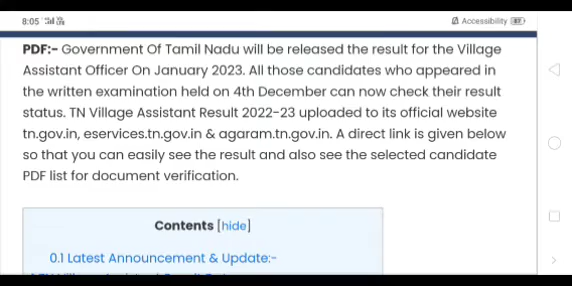 8:05
Accessibility
PDF:- Government Of Tamil Nadu will be released the result for the Village
Assistant Officer On January 2023. All those candidates who appeared in
the written examination held on 4th December can now check their result
status. TN Village Assistant Result 2022-23 uploaded to its official website
tn.gov.in, eservices.tn.gov.in & agaram.tn.gov.in. A direct link is given below
so that you can easily see the result and also see the selected candidate
PDF list for document verification.
Contents [hide]
0.1 Latest Announcement & Update:-